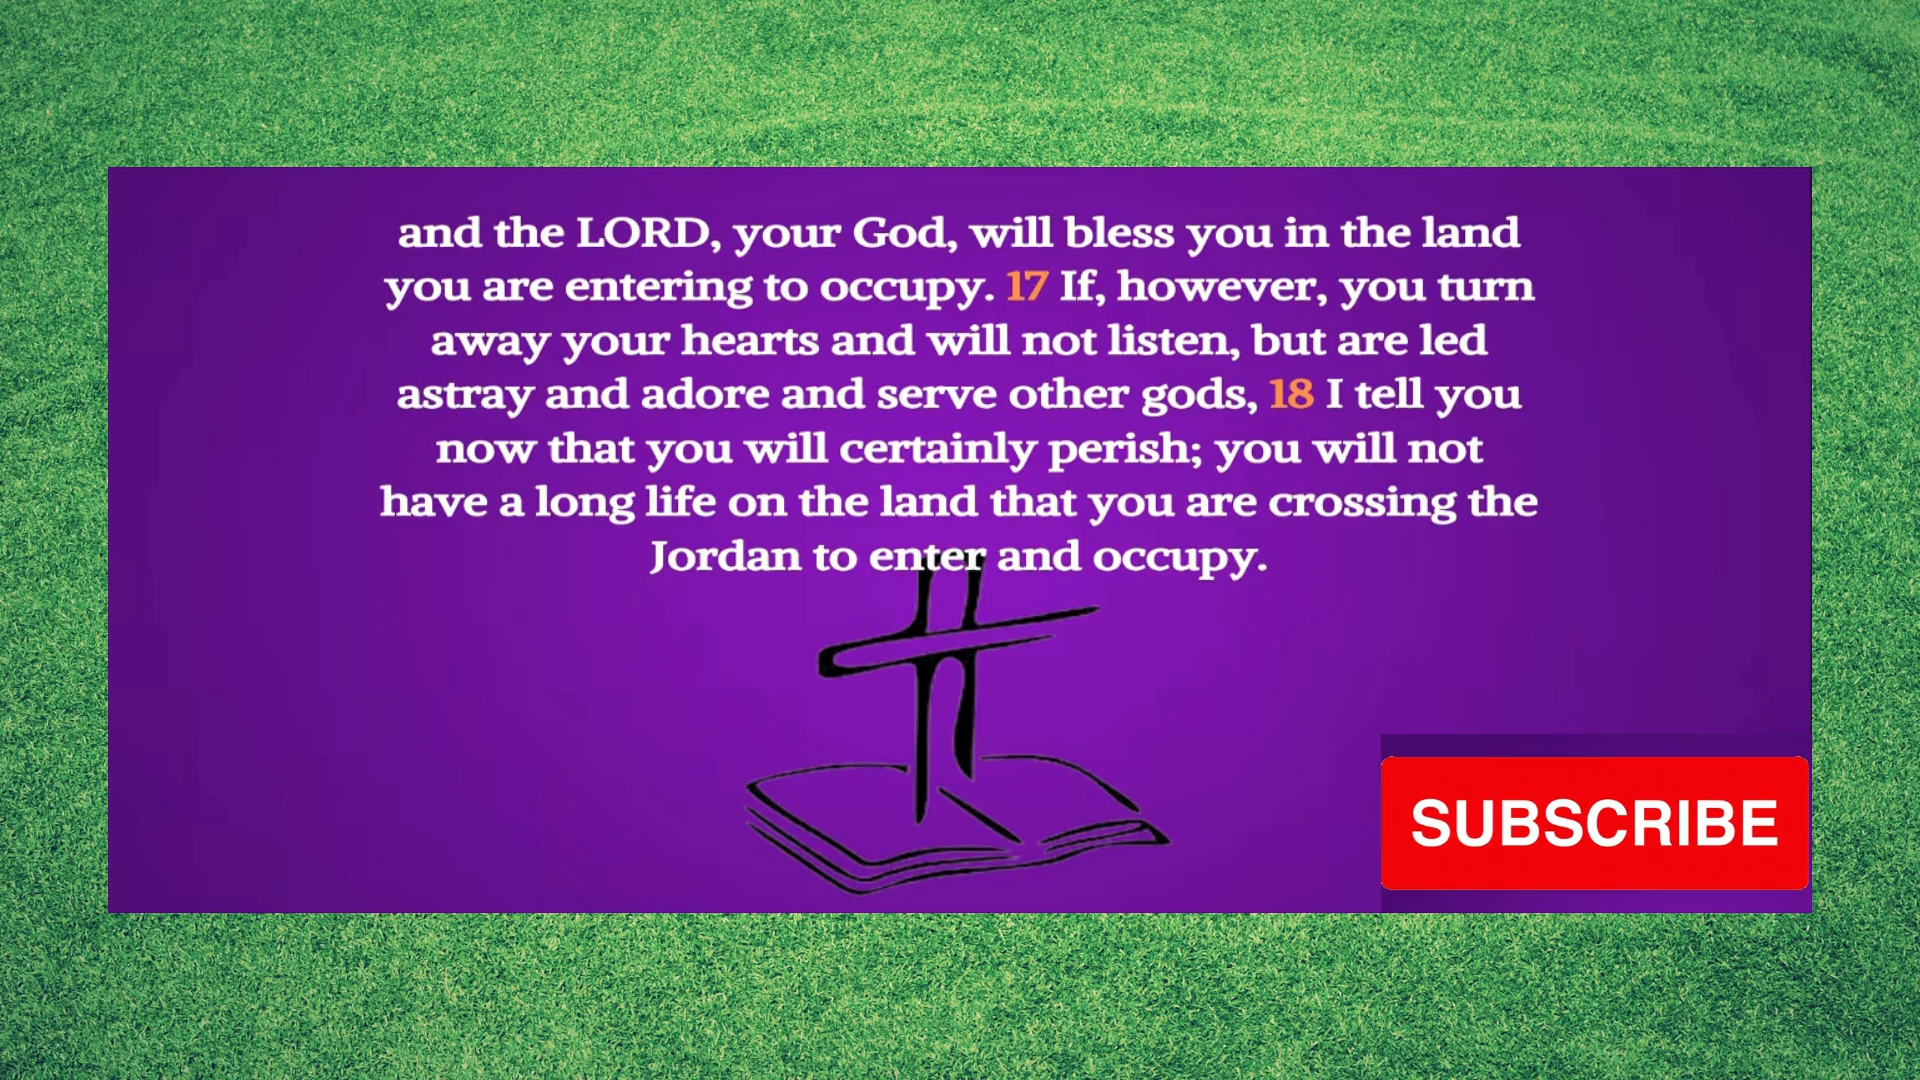 and the LORD, your God, will bless you in the land
you are entering to occupy. 17 If, however, you turn
away your hearts and will not listen, but are led
astray and adore and serve other gods, 18 I tell you
now that you will certainly perish; you will not
have a long life on the land that you are crossing the
Jordan to enter and occupy.
SUBSCRIBE